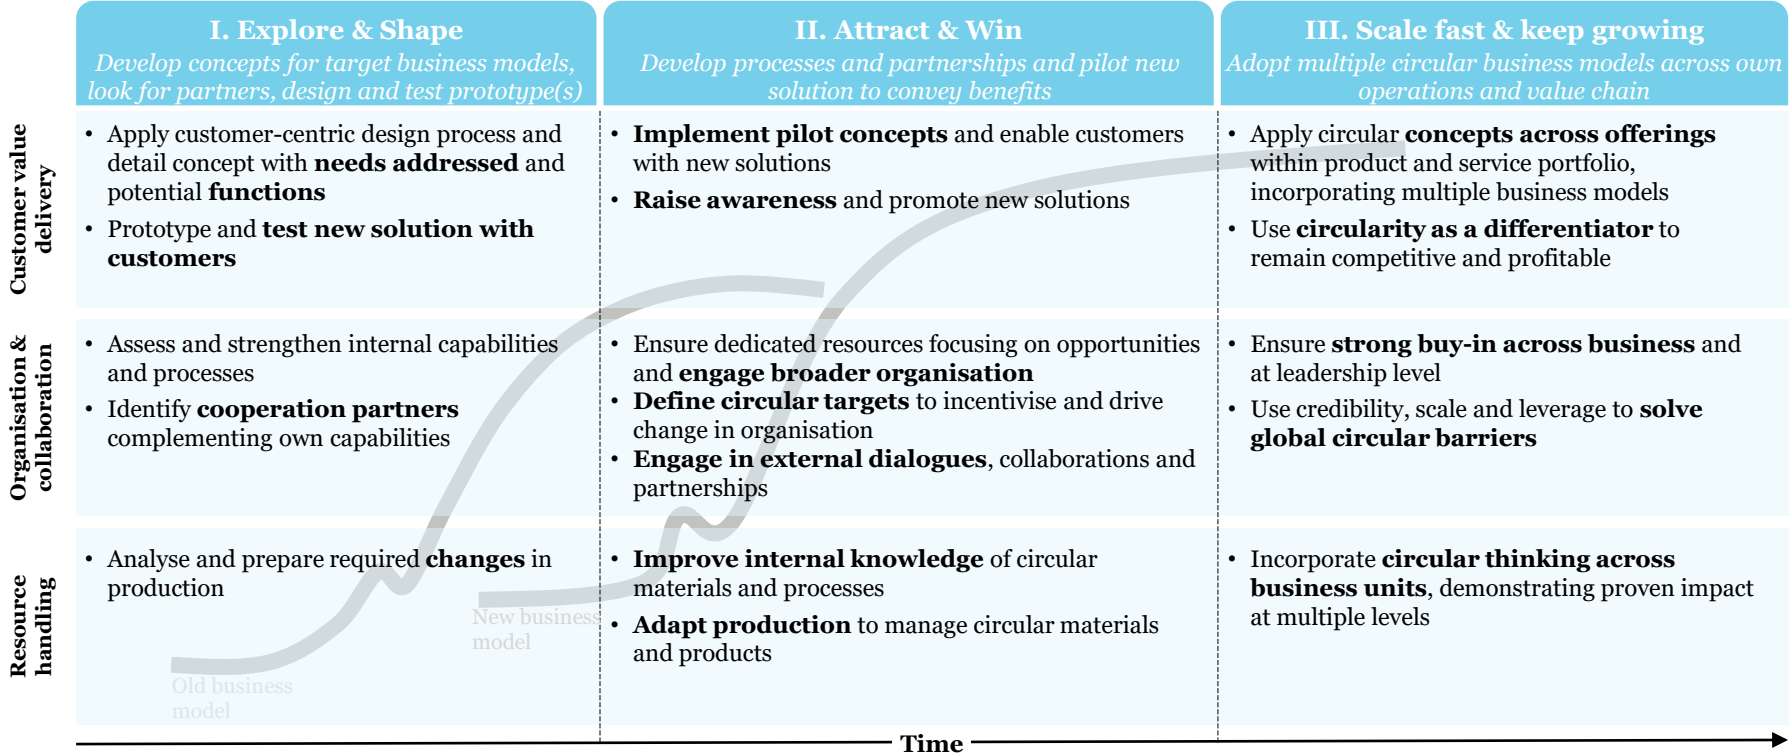 I. Explore & Shape
Develop concepts for target business models,
look for partners, design and test prototype(s)
II. Attract & Win
Develop processes and partnerships and pilot new
solution to convey benefits
III. Scale fast & keep growing
Adopt multiple circular business models across own
operations and value chain
Customer value
delivery
• Apply customer-centric design process and
detail concept with needs addressed and
potential functions
• Prototype and test new solution with
customers
• Implement pilot concepts and enable customers
with new solutions
• Raise awareness and promote new solutions
• Apply circular concepts across offerings
within product and service portfolio,
incorporating multiple business models
• Use circularity as a differentiator to
remain competitive and profitable
Organisation &
collaboration
• Assess and strengthen internal capabilities
and processes
• Identify cooperation partners
complementing own capabilities
• Ensure dedicated resources focusing on opportunities
and engage broader organisation
• Define circular targets to incentivise and drive
change in organisation
• Engage in external dialogues, collaborations and
partnerships
• Ensure strong buy-in across business and
at leadership level
• Use credibility, scale and leverage to solve
global circular barriers
Resource
handling
• Analyse and prepare required changes in
production
Old business
model
New business
model
• Improve internal knowledge of circular
materials and processes
• Adapt production to manage circular materials
and products
• Incorporate circular thinking across
business units, demonstrating proven impact
at multiple levels
Time